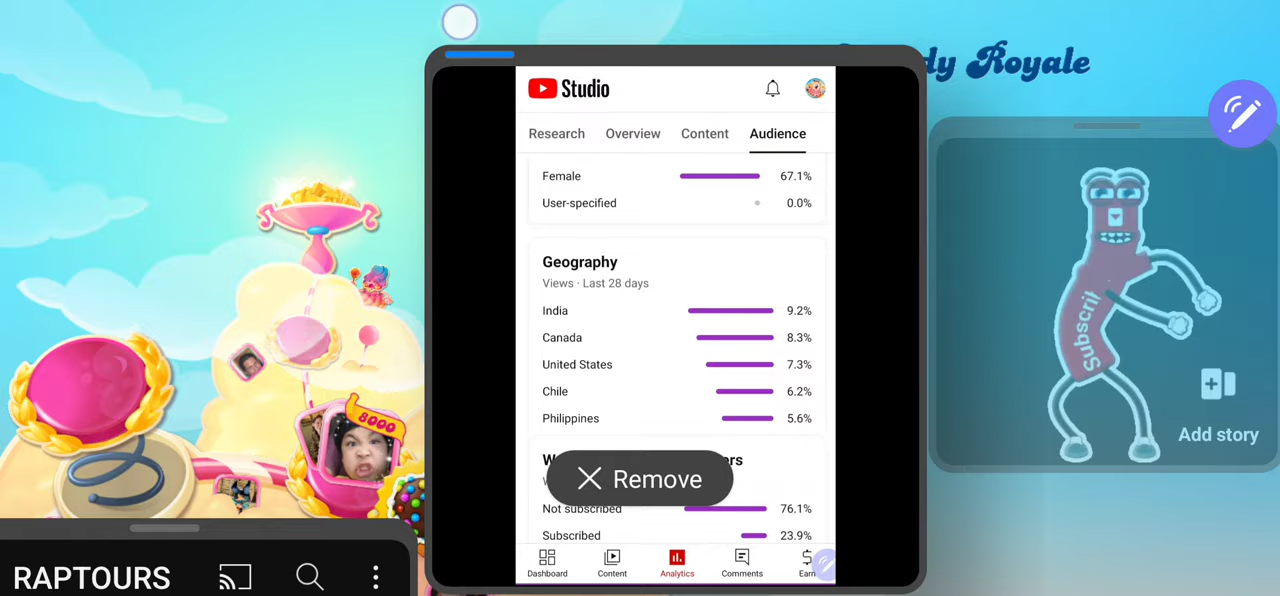 dy Royale
Studio
Research Overview Content Audience
Female 67.1%
User-specified 0.0%
Geography
Views · Last 28 days
India 9.2%
Canada 8.3%
United States 7.3%
Chile 6.2%
Philippines 5.6%
Remove
Not subscribed 76.1%
Subscribed 23.9%
Dashboard Content Analytics Comments Earn
8000
RAPTOURS
Subscrib
Add story